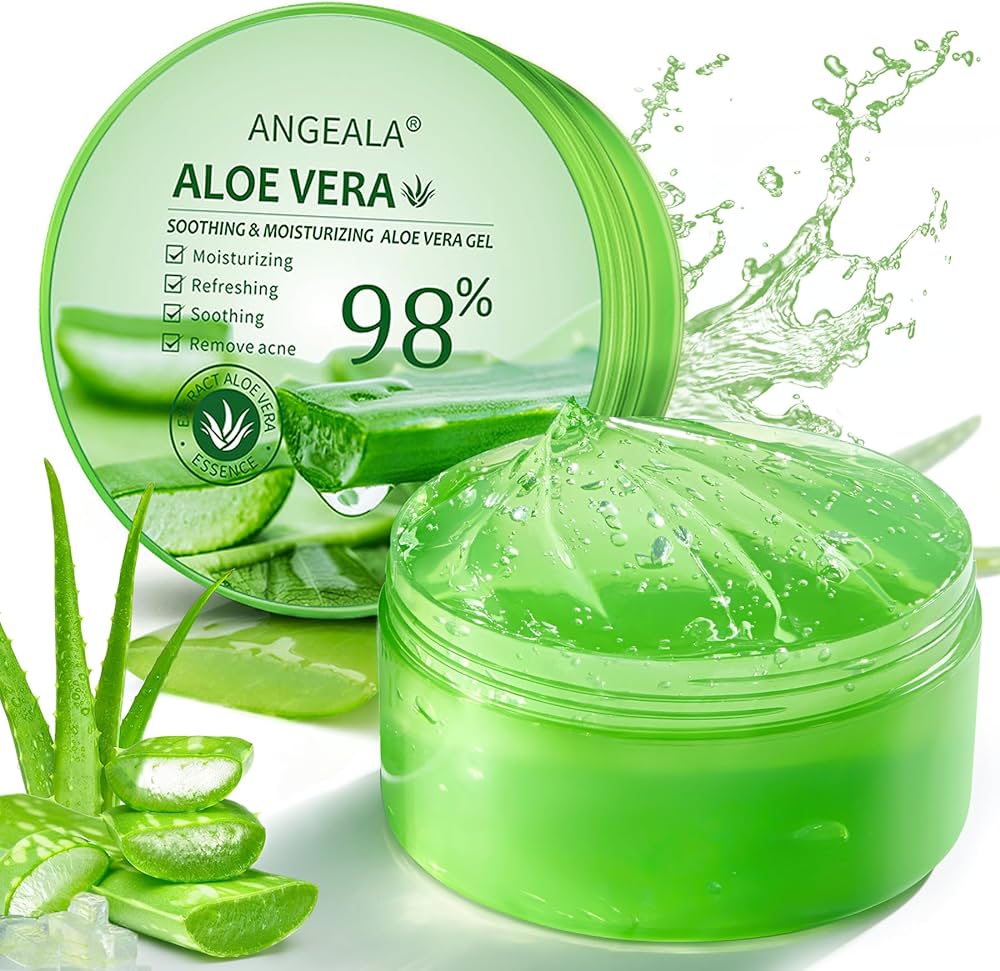 ANGEALA®
ALOE VERA
SOOTHING & MOISTURIZING ALOE VERA GEL
Moisturizing
Refreshing
Soothing
Remove acne
98%
EXTRACT ALOE VERA
ESSENCE